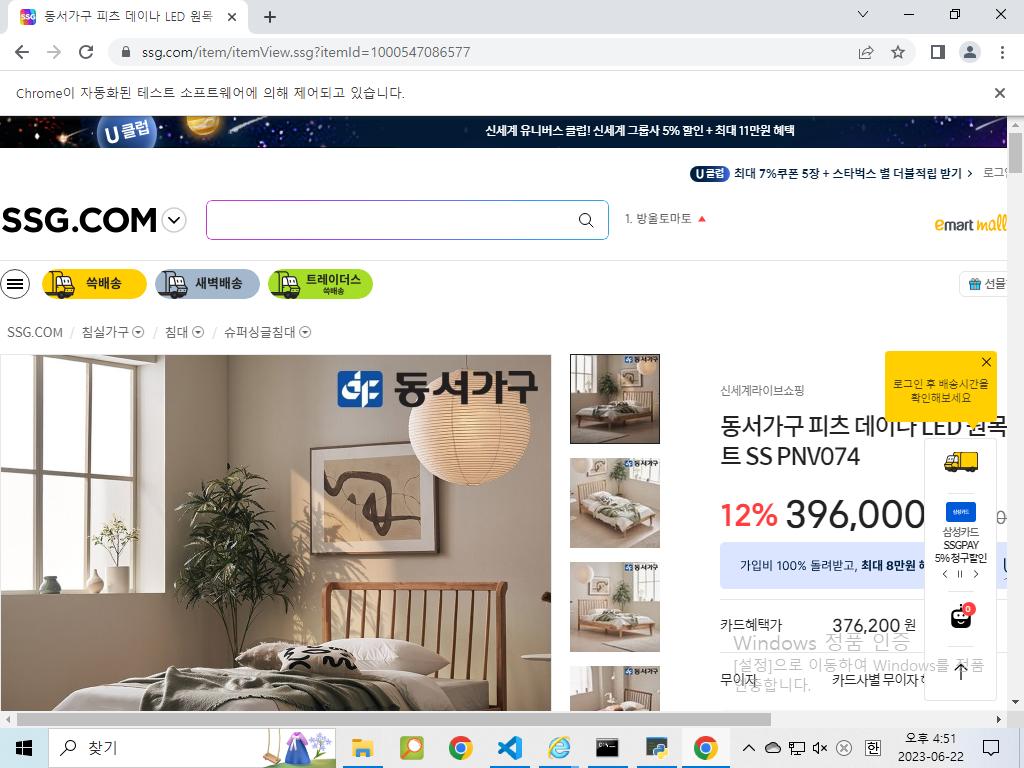 동서가구 피츠 데이나 LED 원목
ssg.com/item/itemView.ssg?itemId=1000547086577
Chrome이 자동화된 테스트 소프트웨어에 의해 제어되고 있습니다.
U 클럽
신세계 유니버스 클럽! 신세계 그룹사 5% 할인 + 최대 11만원 혜택
U 클럽 최대 7%쿠폰 5장 + 스타벅스 별 더블적립 받기 >
SSG.COM
1. 방울토마토
emart mall
쓱배송
새벽배송
트레이더스
쓱배송
선물
SSG.COM / 침실가구 / 침대 / 슈퍼싱글침대
동서가구
신세계라이브쇼핑
로그인 후 배송시간을
확인해보세요
동서가구 피츠 데이나 LED 원목
트 SS PNV074
12% 396,000
삼성카드
삼성카드
SSGPAY
5% 청구할인
가입비 100% 돌려받고, 최대 8만원
카드혜택가 376,200 원
0
무이자 카드사별 무이자
Windows 정품 인증
[설정]으로 이동하여 Windows를 정품
인증합니다.
찾기
한
오후 4:51
2023-06-22